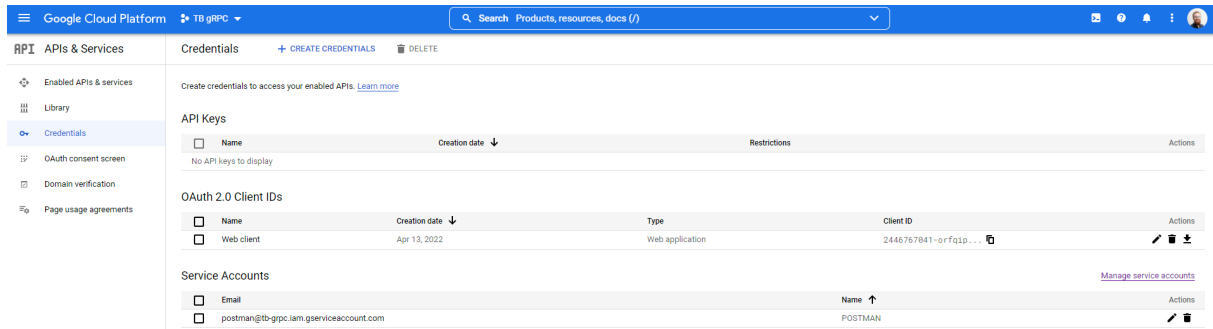 Google Cloud Platform TB gRPC Search Products, resources, docs (/)
API APIs & Services Credentials + CREATE CREDENTIALS DELETE
Enabled APIs & services
Create credentials to access your enabled APIs. Learn more
Library
API Keys
Credentials
Name Creation date Restrictions Actions
OAuth consent screen
No API keys to display
Domain verification
OAuth 2.0 Client IDs
Page usage agreements
Name Creation date Type Client ID Actions
Web client Apr 13, 2022 Web application 2446767041-orfqip...
Service Accounts Manage service accounts
Email Name Actions
postman@tb-grpc.iam.gserviceaccount.com POSTMAN